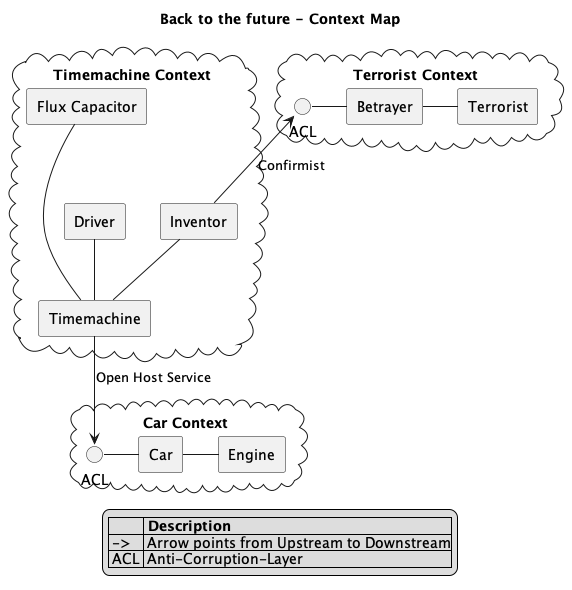 Back to the future - Context Map
Timemachine Context
Flux Capacitor
Driver
Inventor
Timemachine
Terrorist Context
ACL
Betrayer
Terrorist
Confirmist
Open Host Service
Car Context
ACL
Car
Engine
Description
-> Arrow points from Upstream to Downstream
ACL Anti-Corruption-Layer